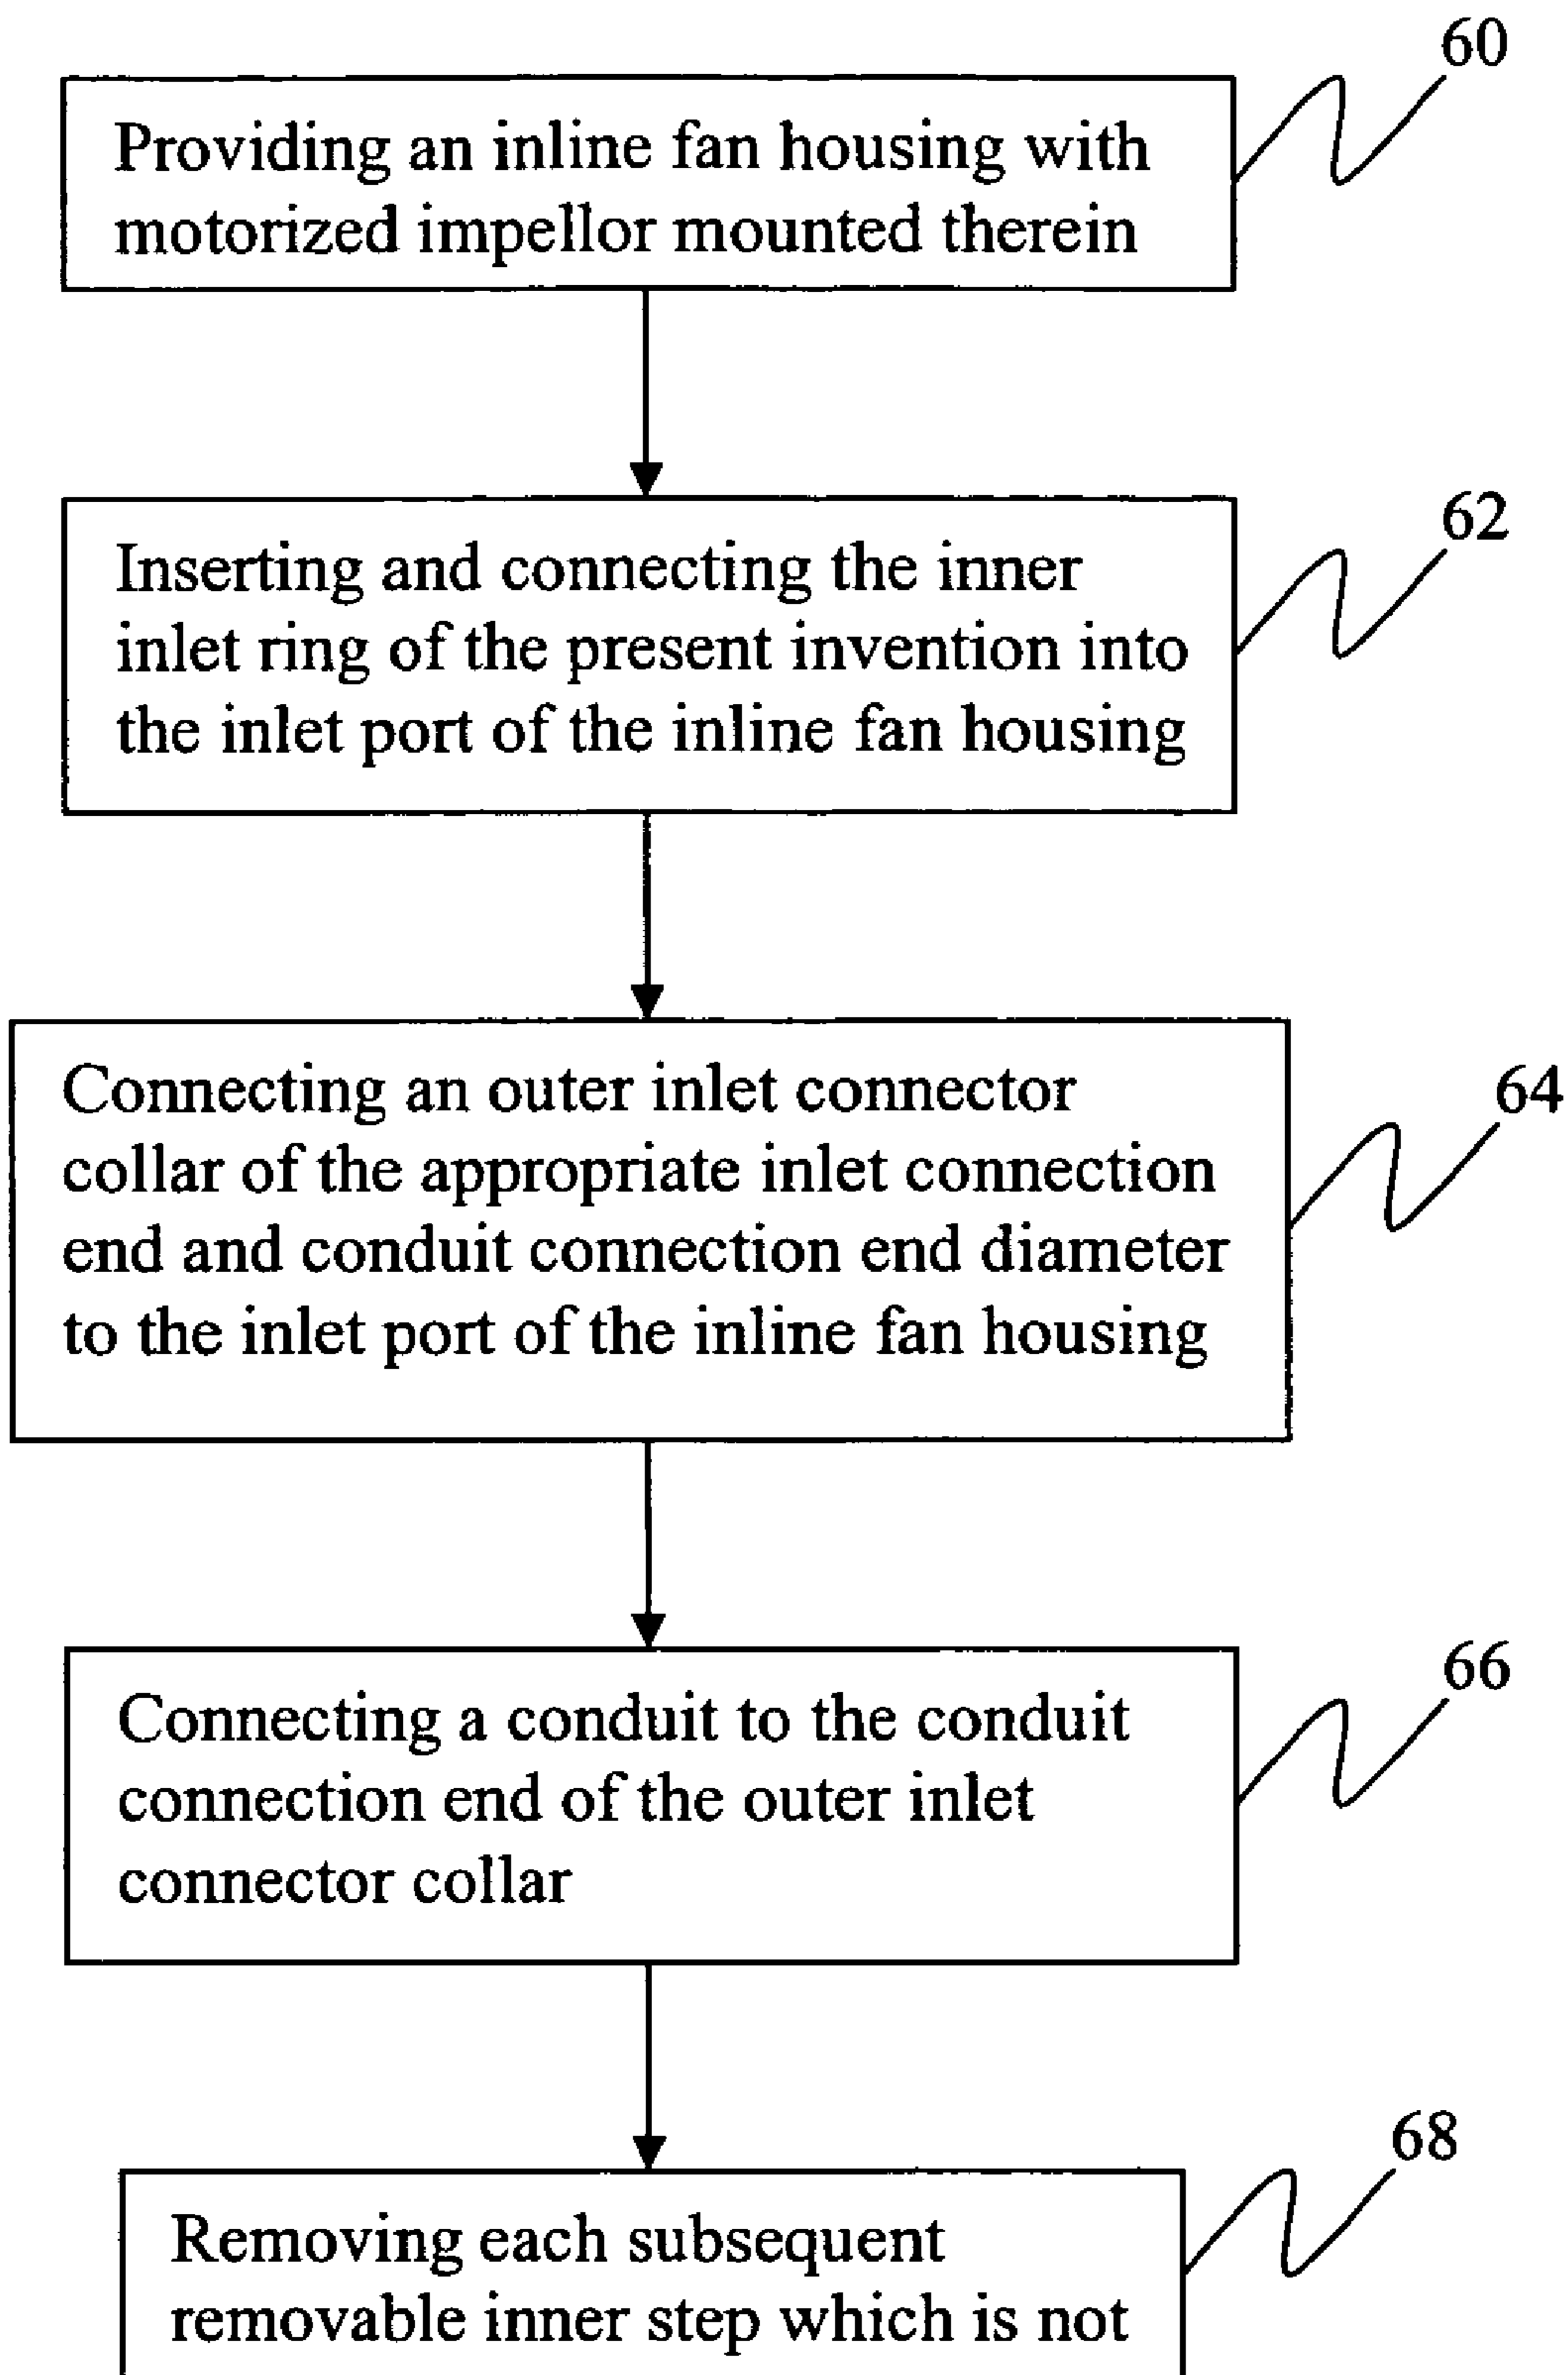 60
Providing an inline fan housing with
motorized impellor mounted therein
62
Inserting and connecting the inner
inlet ring of the present invention into
the inlet port of the inline fan housing
64
Connecting an outer inlet connector
collar of the appropriate inlet connection
end and conduit connection end diameter
to the inlet port of the inline fan housing
66
Connecting a conduit to the conduit
connection end of the outer inlet
connector collar
68
Removing each subsequent
removable inner step which is not